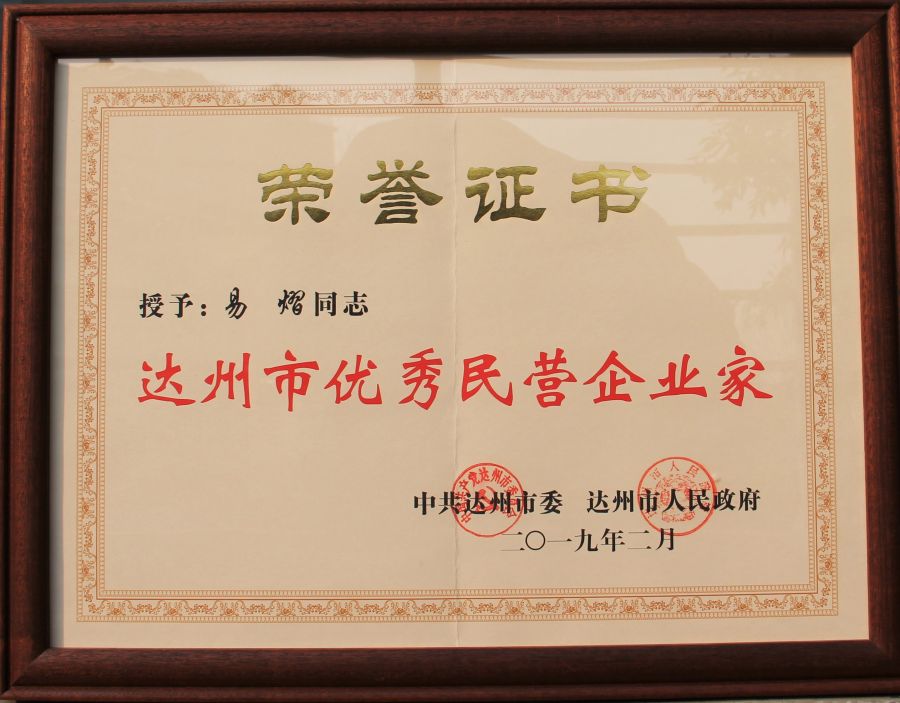 荣誉证书
授予：易 熠同志
达州市优秀民营企业家
中共达州市委 达州市人民政府
二〇一九年二月